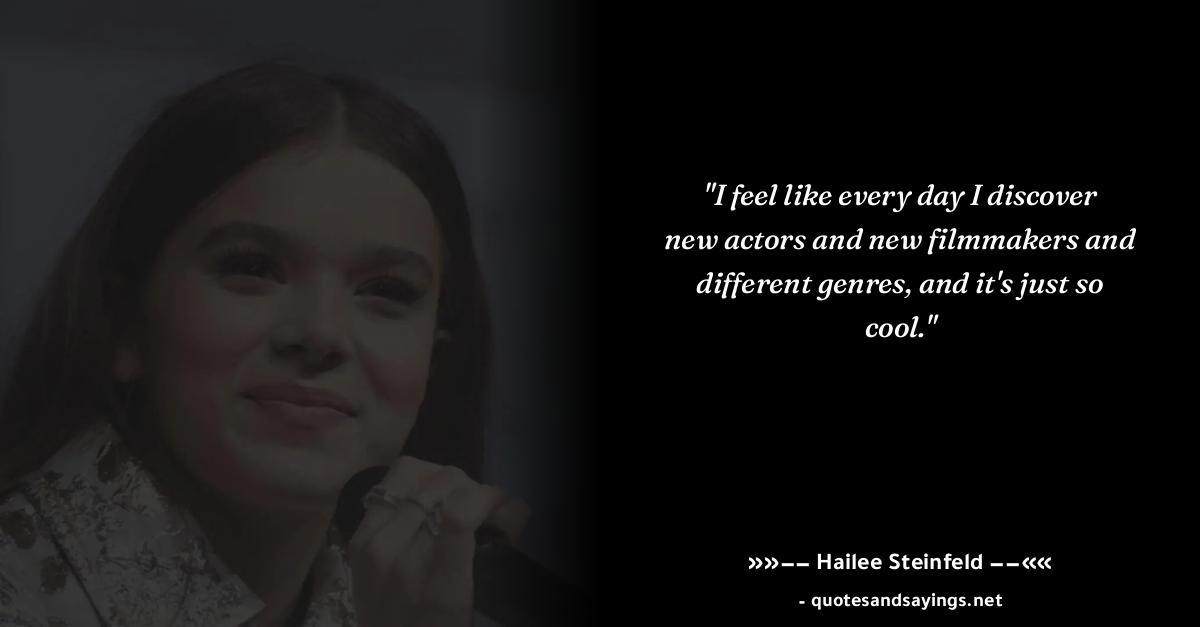 "I feel like every day I discover
new actors and new filmmakers and
different genres, and it's just so
cool."
»»−− Hailee Steinfeld −−««
- quotesandsayings.net